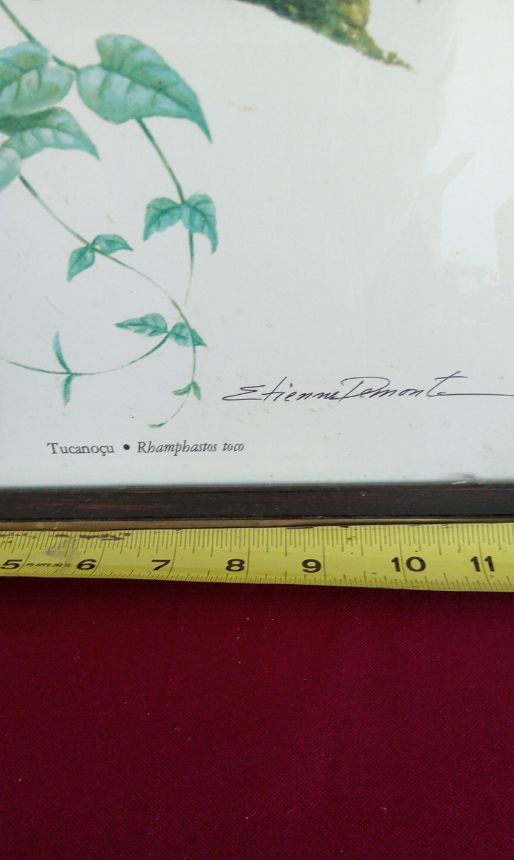 Etienne Demonte
Tucanoçu • Rhamphastos toco
5 6 7 8 9 10 11